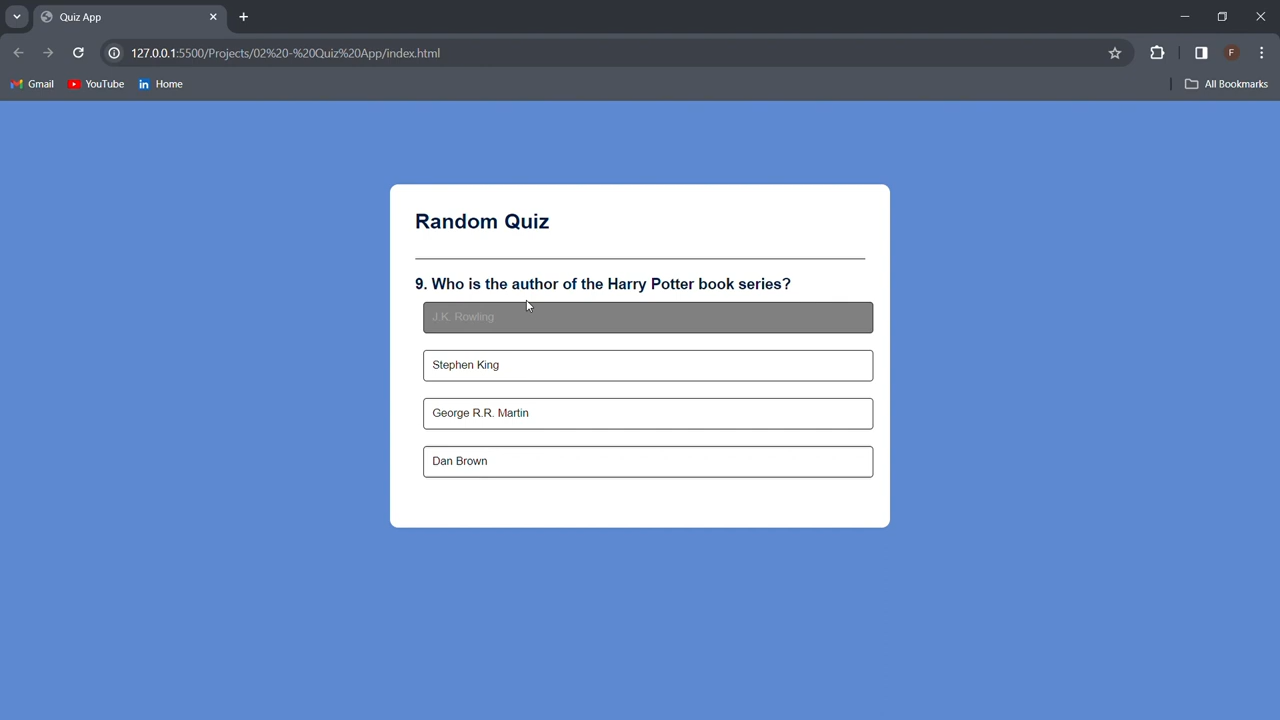 Quiz App
127.0.0.1:5500/Projects/02%20-%20Quiz%20App/index.html
F
Gmail
YouTube
in Home
All Bookmarks
Random Quiz
9. Who is the author of the Harry Potter book series?
J.K. Rowling
Stephen King
George R.R. Martin
Dan Brown